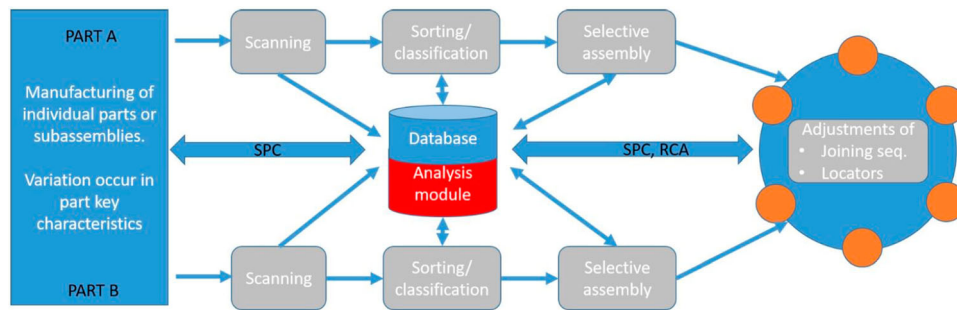 PART A
Manufacturing of
individual parts or
subassemblies.
Variation occur in
part key
characteristics
PART B
Scanning
Sorting/
classification
Selective
assembly
SPC
Database
Analysis
module
SPC, RCA
Scanning
Sorting/
classification
Selective
assembly
Adjustments of
• Joining seq.
• Locators